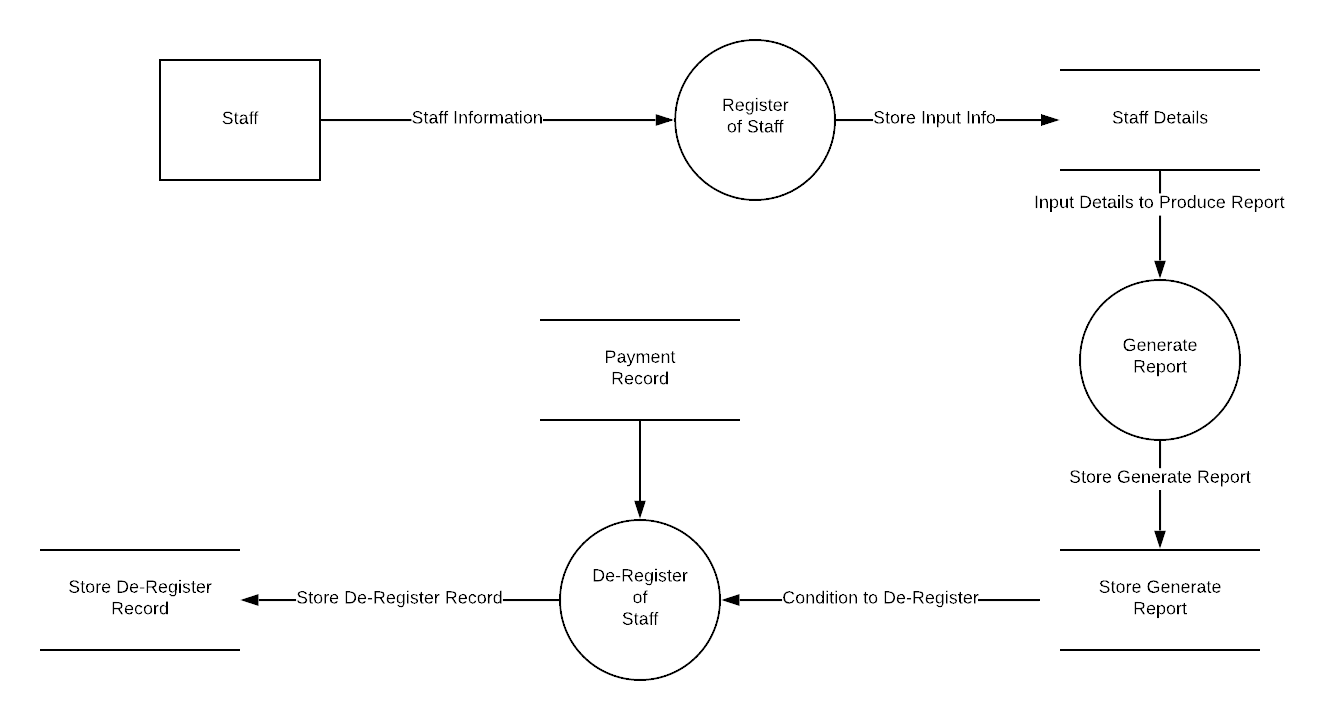 Staff
Staff Information
Register
of Staff
Store Input Info
Staff Details
Input Details to Produce Report
Generate
Report
Payment
Record
Store Generate Report
Store Generate
Report
Condition to De-Register
De-Register
of
Staff
Store De-Register Record
Store De-Register
Record